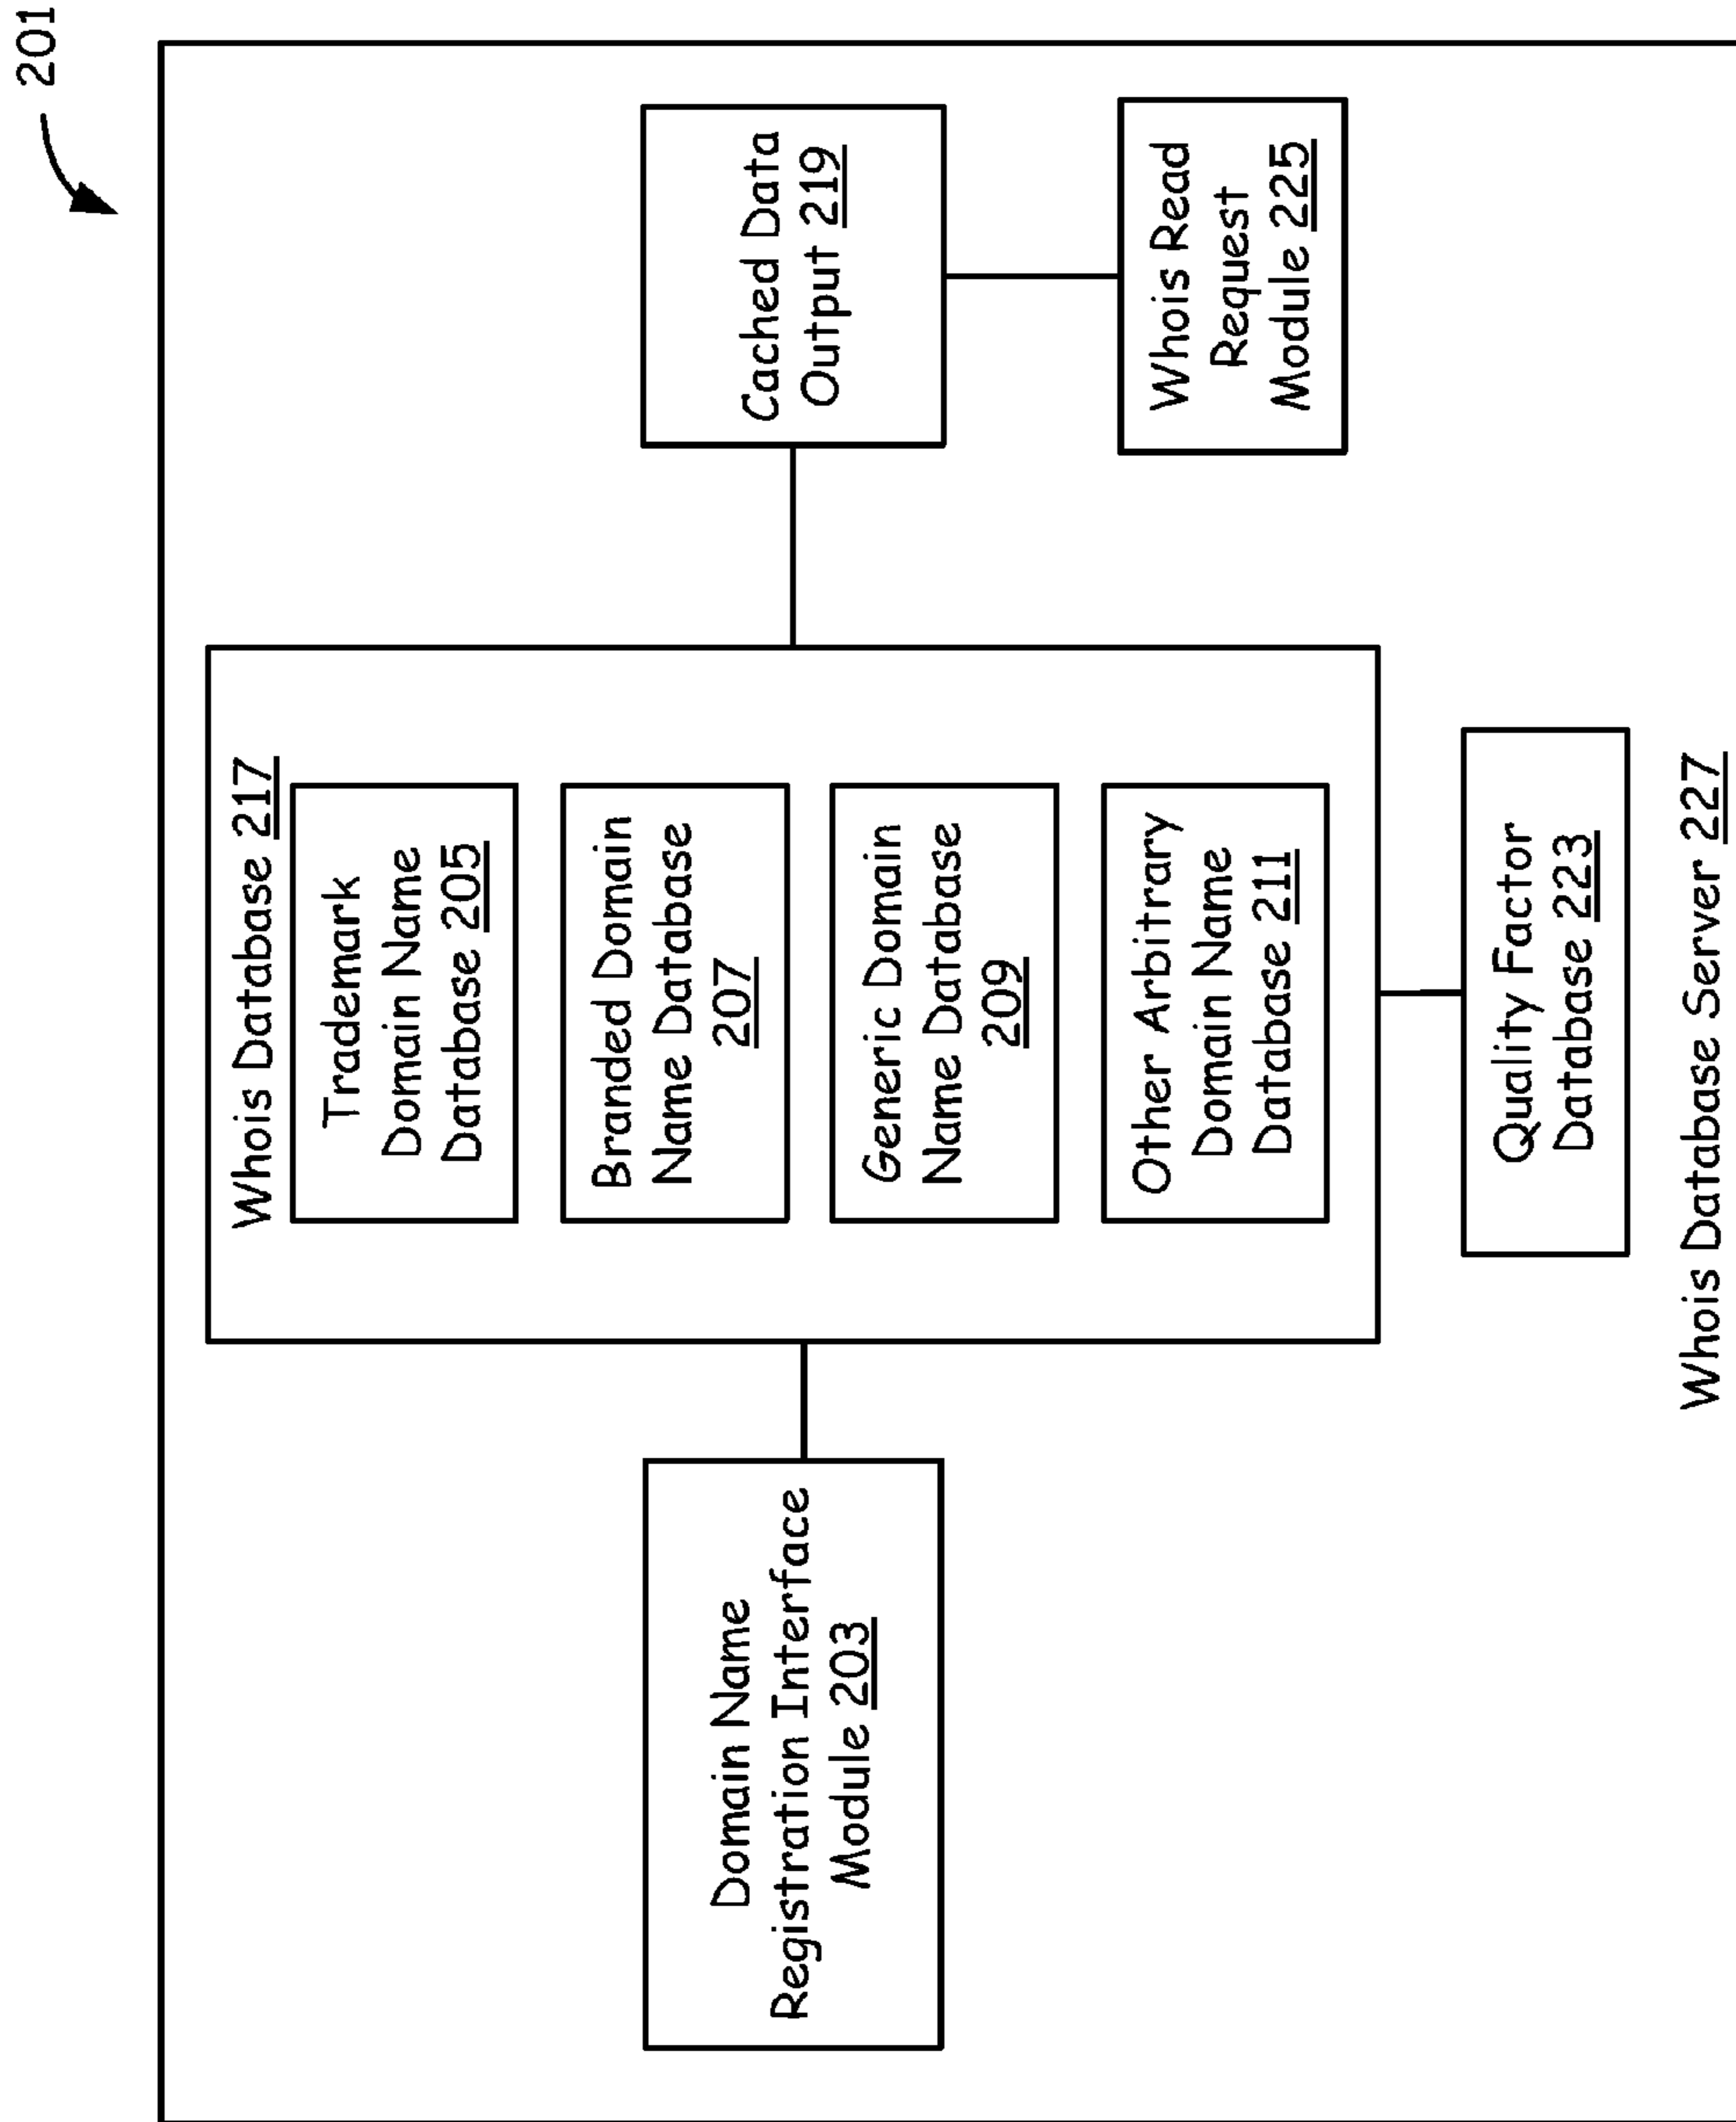 201
Domain Name
Registration Interface
Module 203
Whois Database 217
Trademark
Domain Name
Database 205
Branded Domain
Name Database
207
Generic Domain
Name Database
209
Other Arbitrary
Domain Name
Database 211
Quality Factor
Database 223
Cached Data
Output 219
Whois Read
Request
Module 225
Whois Database Server 227